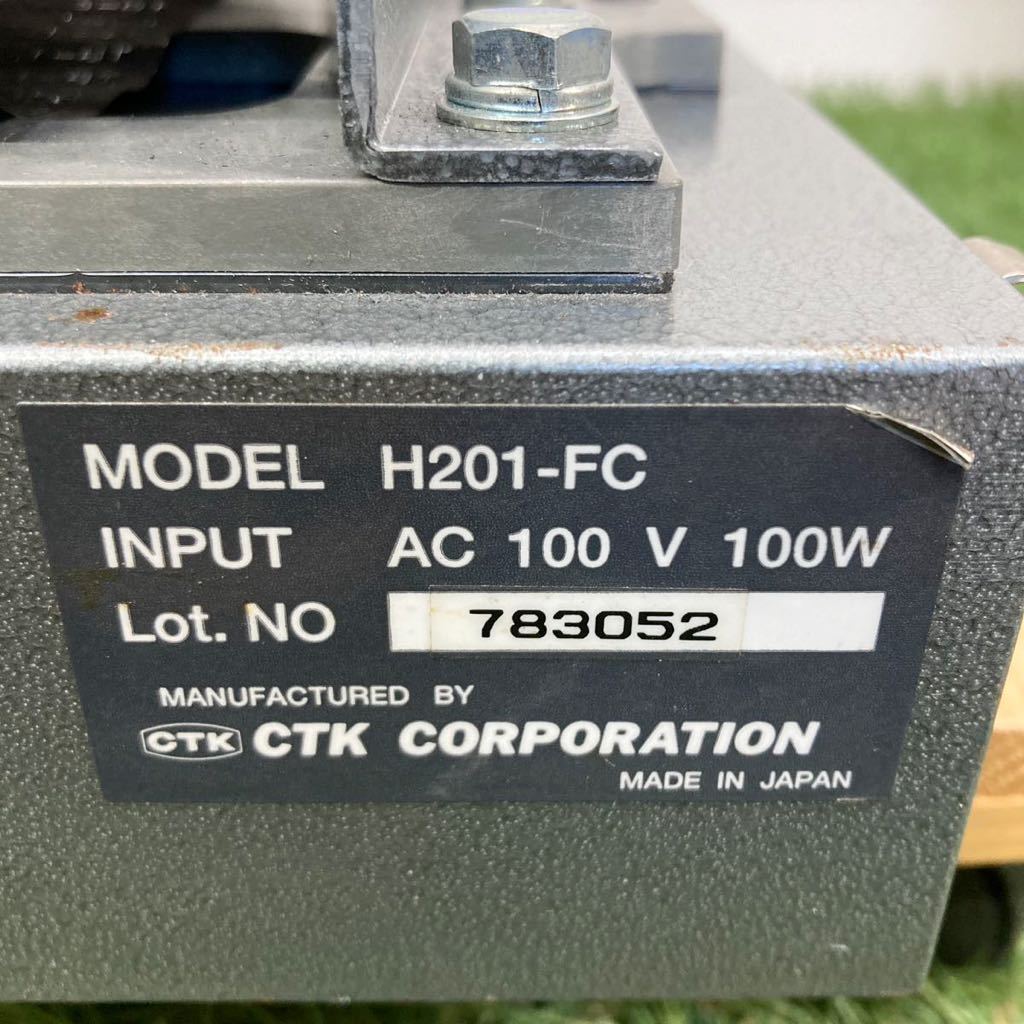 MODEL H201-FC
INPUT AC 100 V 100W
Lot. NO 783052
MANUFACTURED BY
CTK CTK CORPORATION
MADE IN JAPAN